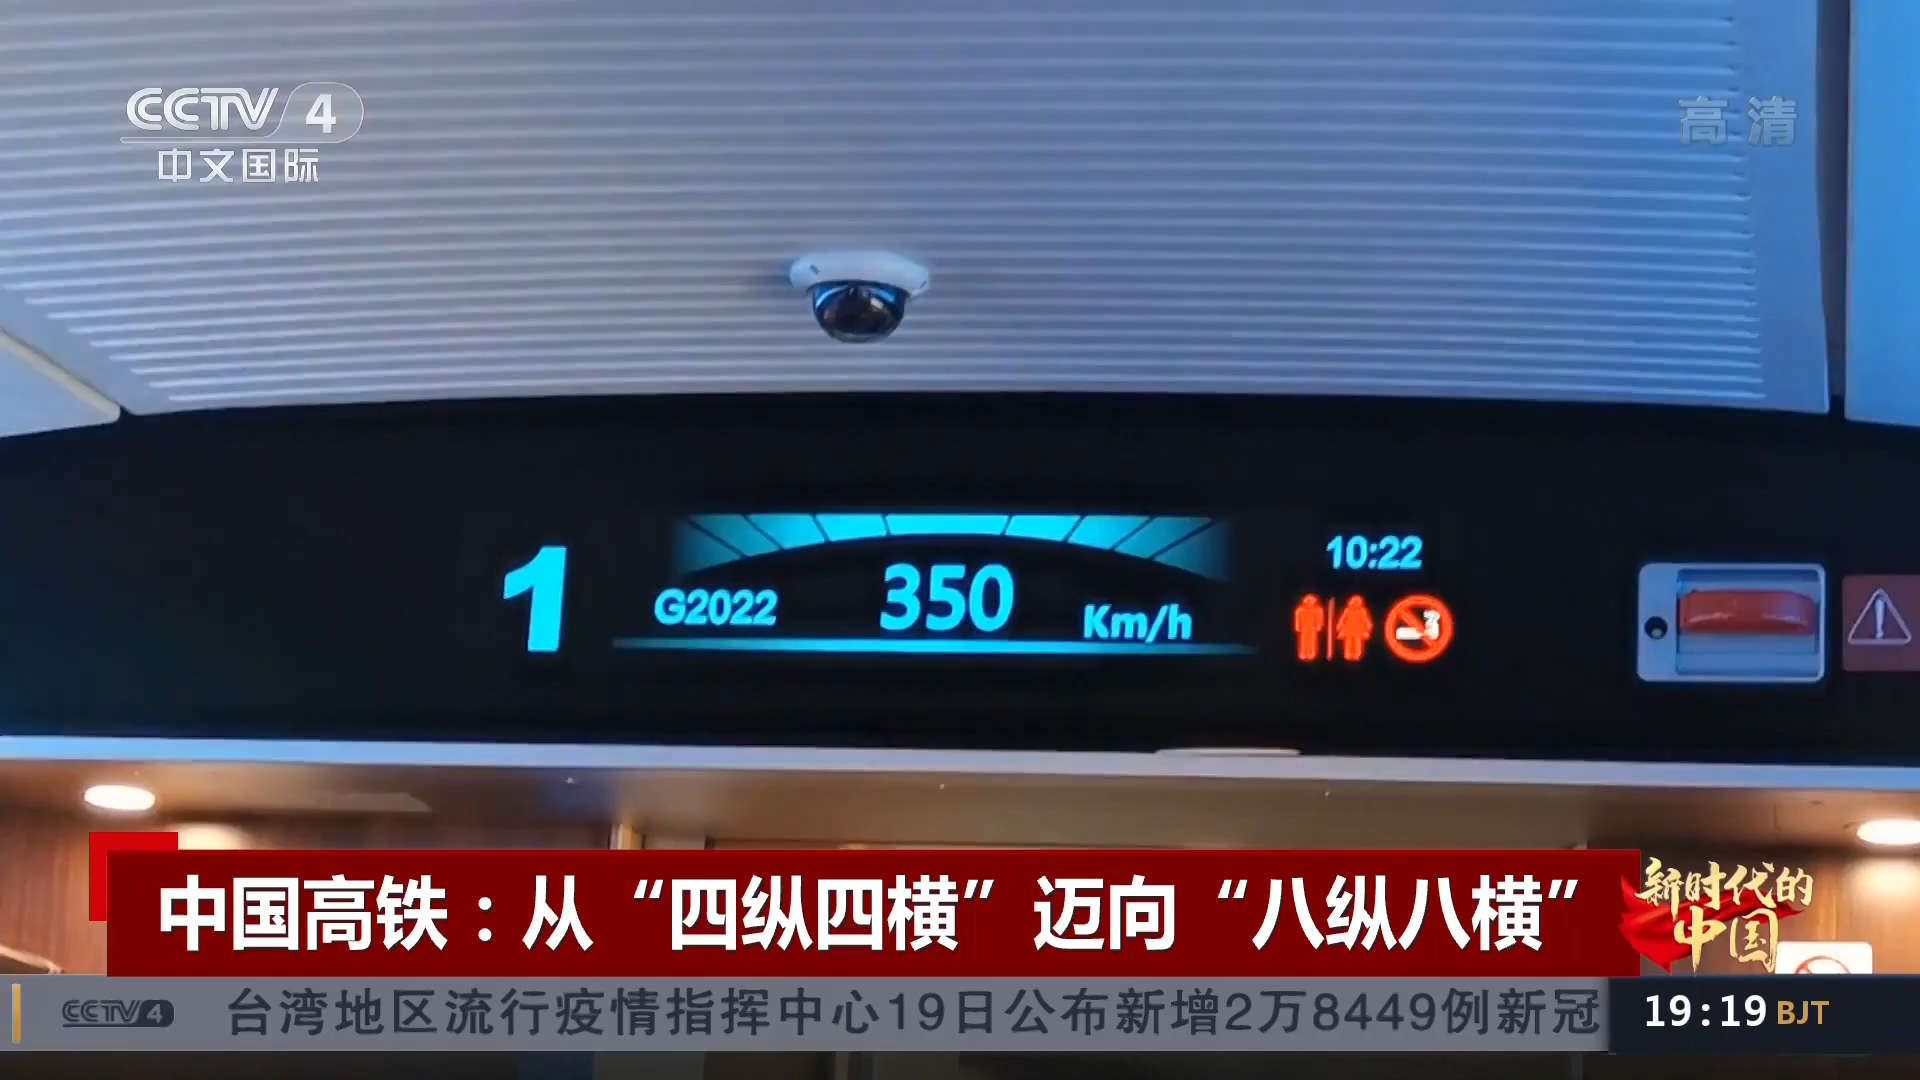 CCTV 4
中文国际
高清
10:22
1
G2022
350
Km/h
中国高铁：从“四纵四横”迈向“八纵八横”
新时代的
中国
CCTV 4
台湾地区流行疫情指挥中心19日公布新增2万8449例新冠
19:19 BJT